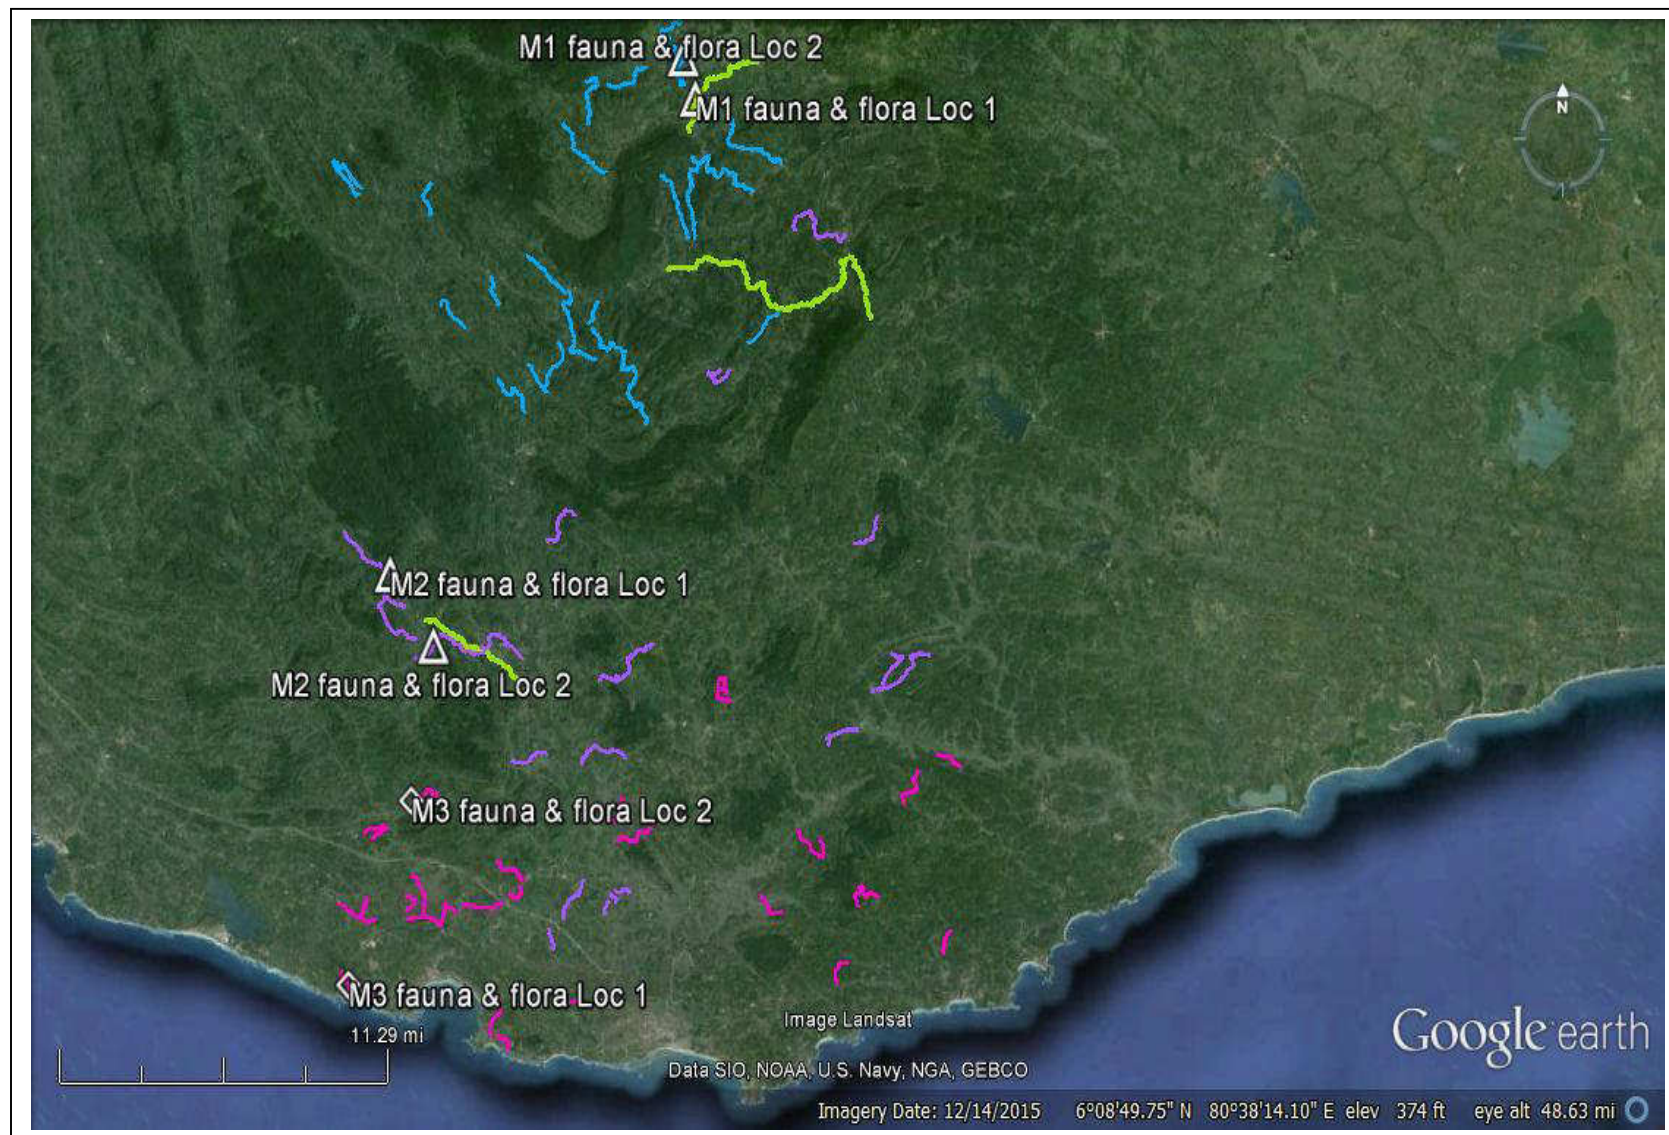 M1 fauna & flora Loc 2
M1 fauna & flora Loc 1
N
M2 fauna & flora Loc 1
M2 fauna & flora Loc 2
M3 fauna & flora Loc 2
M3 fauna & flora Loc 1
11.29 mi
Image Landsat
Data SIO, NOAA, U.S. Navy, NGA, GEBCO
Google earth
Imagery Date: 12/14/2015 6°08'49.75" N 80°38'14.10" E elev 374 ft eye alt 48.63 mi